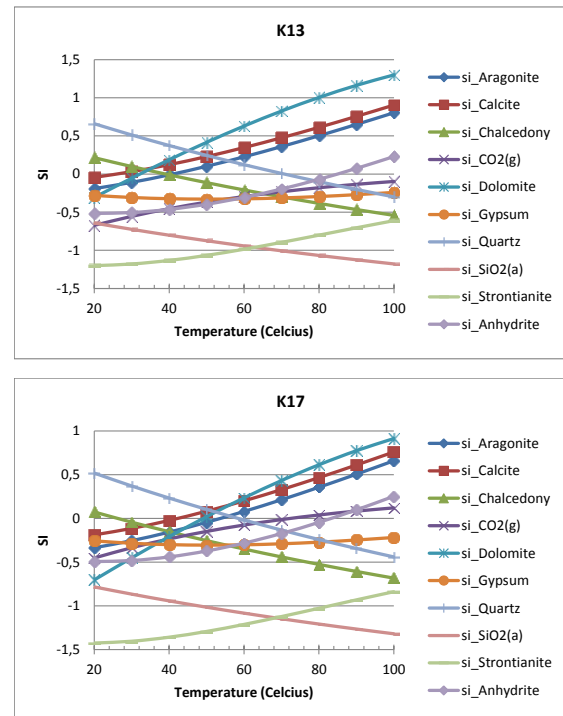 K13
1,5
1
0,5
0
-0,5
-1
-1,5
20 40 60 80 100
SI
Temperature (Celcius)
si_Aragonite
si_Calcite
si_Chalcedony
si_CO2(g)
si_Dolomite
si_Gypsum
si_Quartz
si_SiO2(a)
si_Strontianite
si_Anhydrite
K17
1
0,5
0
-0,5
-1
-1,5
20 40 60 80 100
SI
Temperature (Celcius)
si_Aragonite
si_Calcite
si_Chalcedony
si_CO2(g)
si_Dolomite
si_Gypsum
si_Quartz
si_SiO2(a)
si_Strontianite
si_Anhydrite